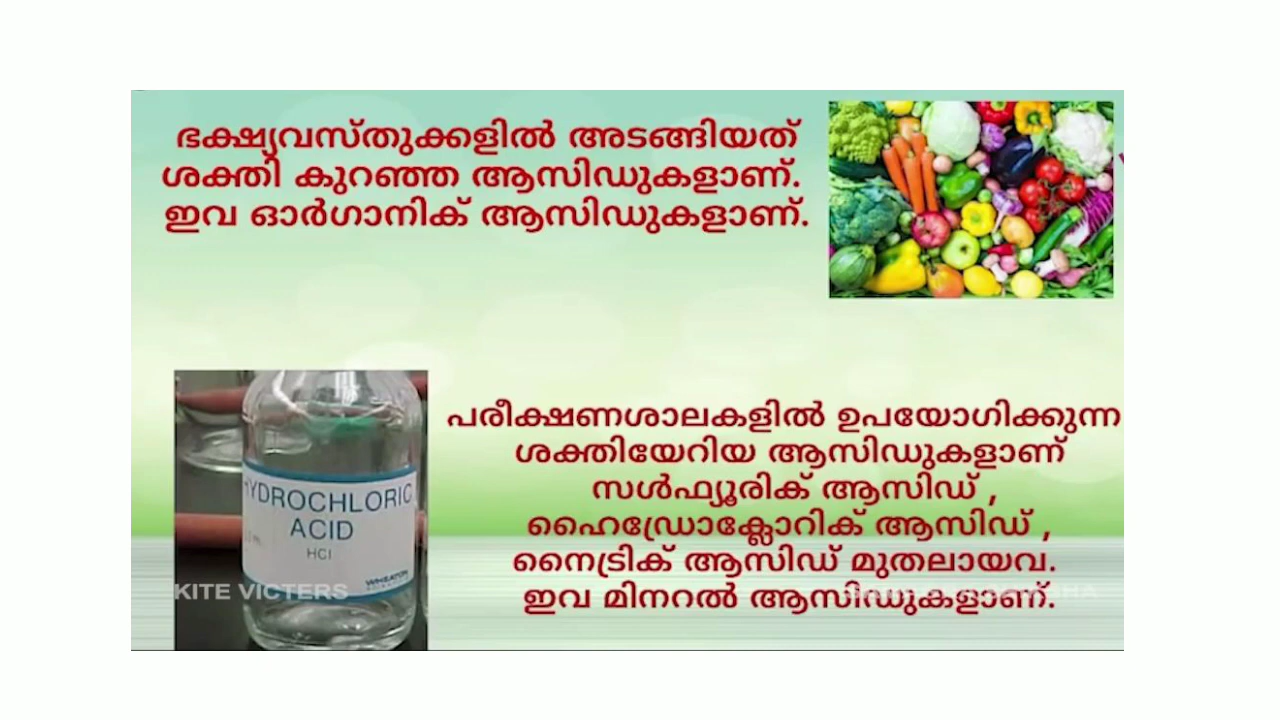 ഭക്ഷ്യവസ്തുക്കളിൽ അടങ്ങിയത്
ശക്തി കുറഞ്ഞ ആസിഡുകളാണ്.
ഇവ ഓർഗാനിക് ആസിഡുകളാണ്.
പരീക്ഷണശാലകളിൽ ഉപയോഗിക്കുന്ന
ശക്തിയേറിയ ആസിഡുകളാണ്
സൾഫ്യൂരിക് ആസിഡ് ,
ഹൈഡ്രോക്ലോറിക് ആസിഡ് ,
നൈട്രിക് ആസിഡ് മുതലായവ.
ഇവ മിനറൽ ആസിഡുകളാണ്.
HYDROCHLORIC
ACID
HCl
WHEATON
KITE VICTERS